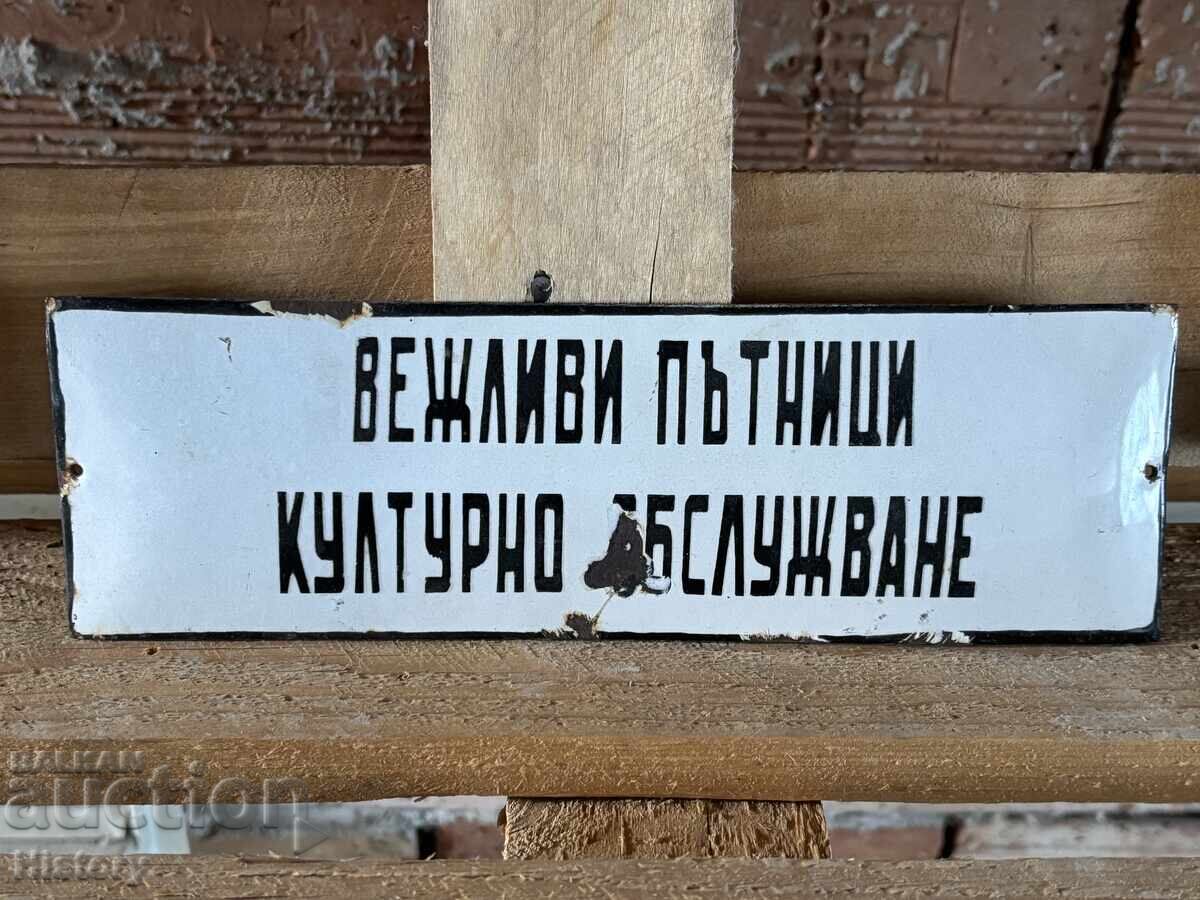 ВЕЖЛИВИ ПЪТНИЦИ
КУЛТУРНО ОБСЛУЖВАНЕ
BALKAN
auction
History